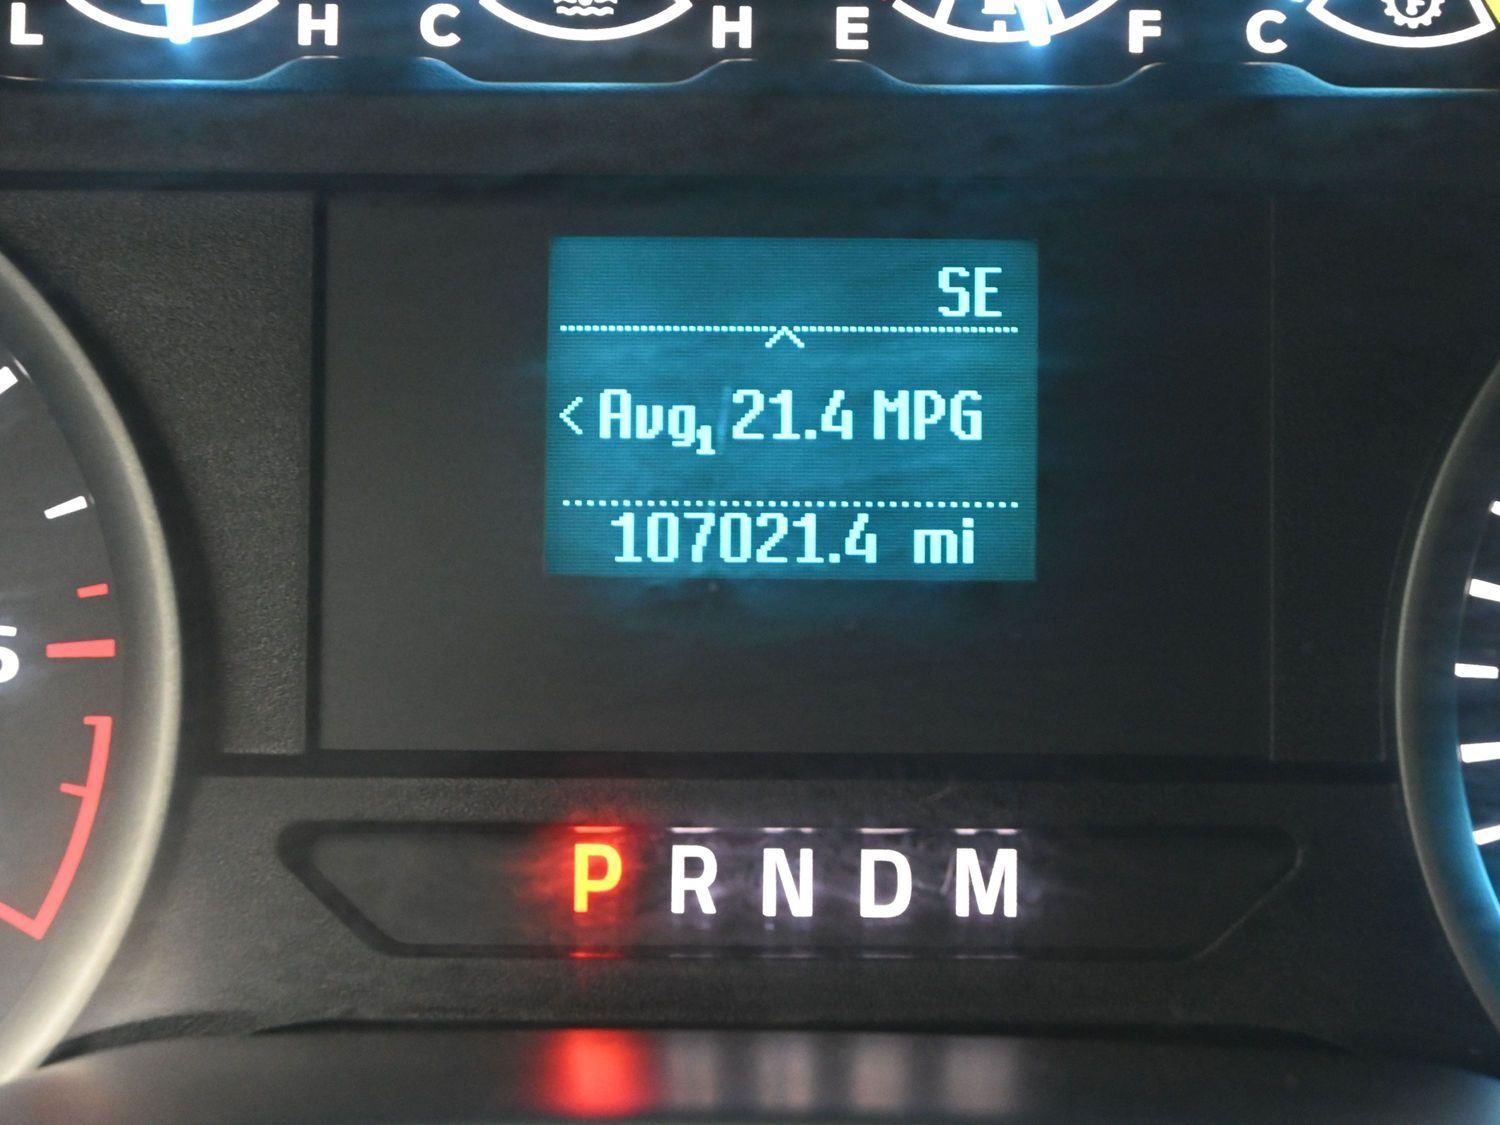 L H C H E F C
SE
< Avg1 21.4 MPG
107021.4 mi
P R N D M